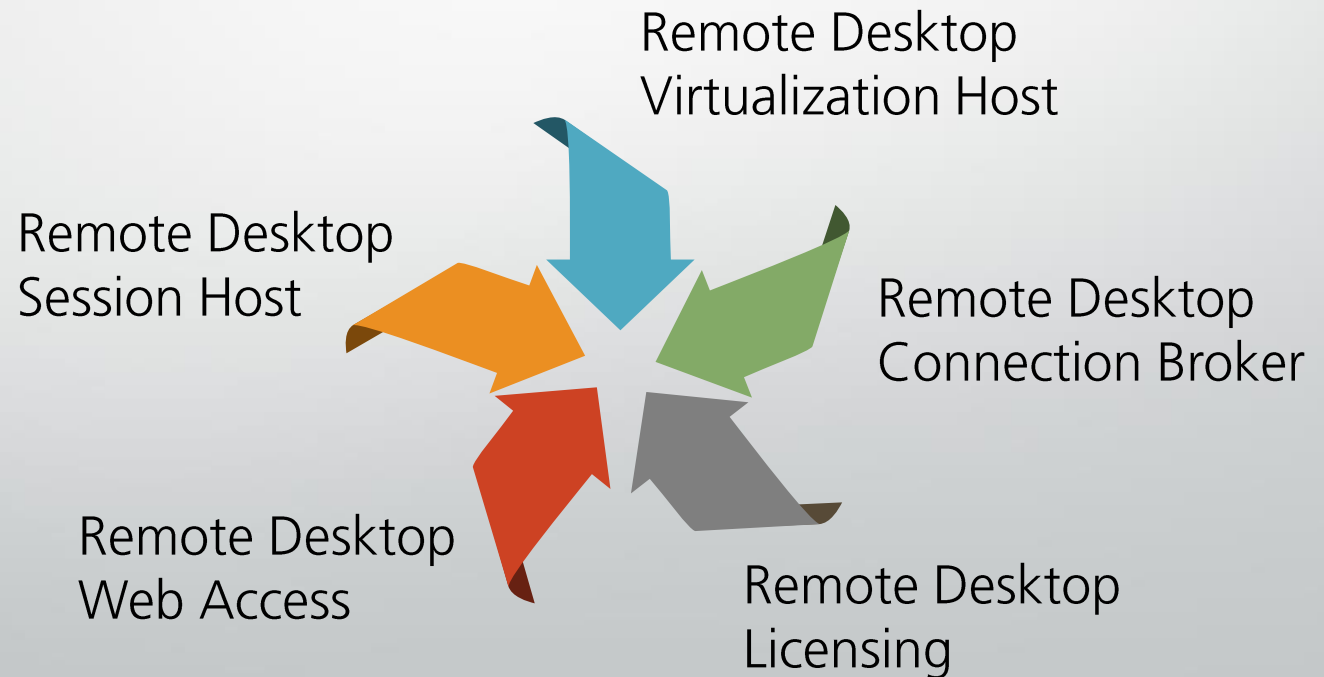 Remote Desktop
Virtualization Host
Remote Desktop
Session Host
Remote Desktop
Connection Broker
Remote Desktop
Web Access
Remote Desktop
Licensing